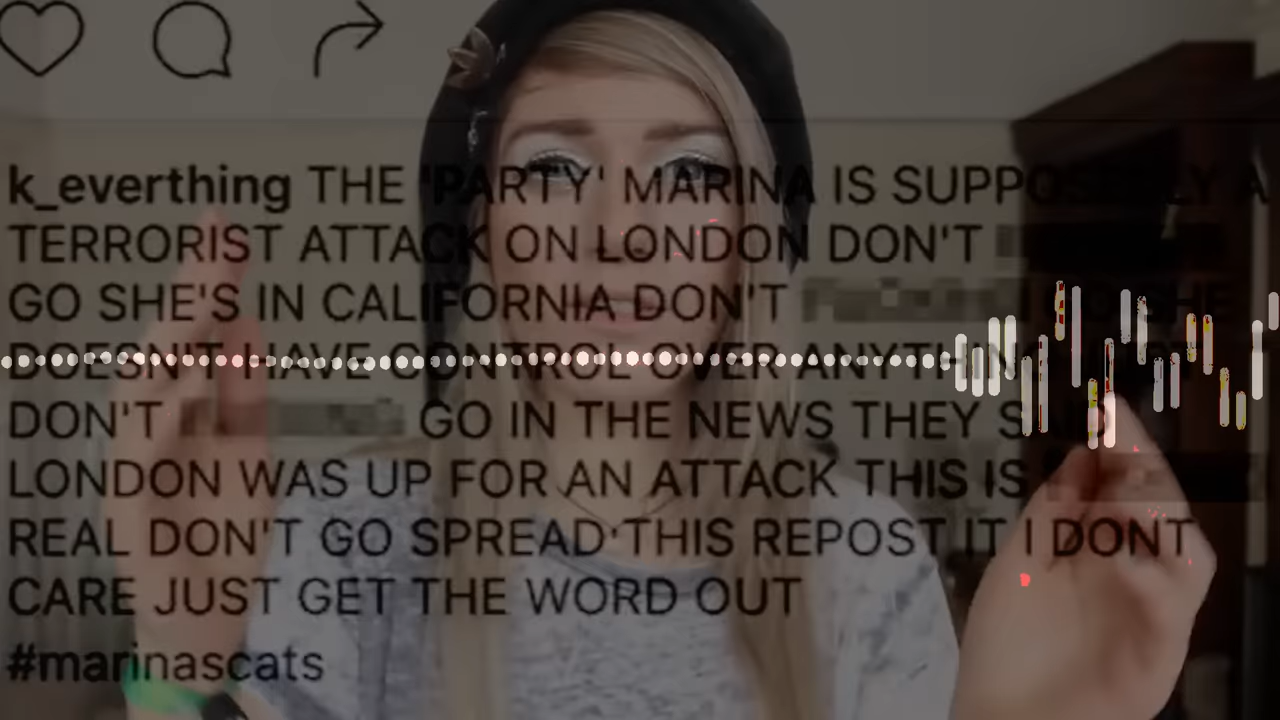 k_everthing THE 'PARTY' MARINA IS SUPPOSEDLY A
TERRORIST ATTACK ON LONDON DON'T
GO SHE'S IN CALIFORNIA DON'T
DOESN'T HAVE CONTROL OVER
DON'T GO IN THE NEWS THEY SAID
LONDON WAS UP FOR AN ATTACK THIS IS
REAL DON'T GO SPREAD THIS REPOST IT I DONT
CARE JUST GET THE WORD OUT
#marinascats